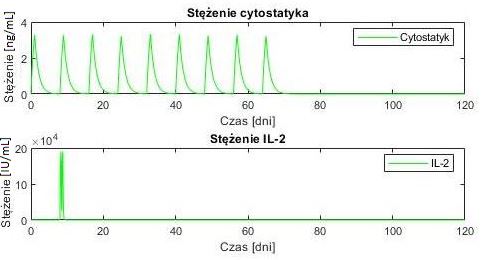 Stężenie cytostatyka
Stężenie [ng/mL]
4
2
0
Cytostatyk
0 20 40 60 80 100 120
Czas [dni]
×10⁴
Stężenie IL-2
Stężenie [IU/mL]
20
10
0
IL-2
0 20 40 60 80 100 120
Czas [dni]